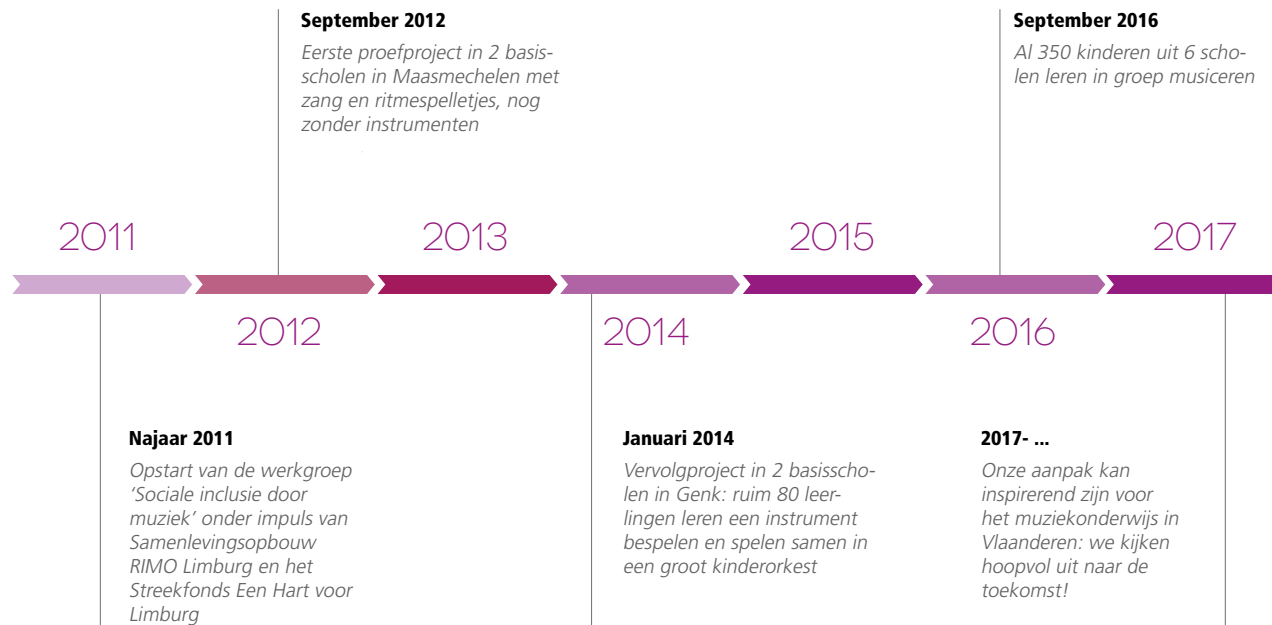 September 2012
Eerste proefproject in 2 basis-
scholen in Maasmechelen met
zang en ritmespelletjes, nog
zonder instrumenten
September 2016
Al 350 kinderen uit 6 scho-
len leren in groep musiceren
2011
2013
2015
2017
2012
2014
2016
Najaar 2011
Opstart van de werkgroep
‘Sociale inclusie door
muziek’ onder impuls van
Samenlevingsopbouw
RIMO Limburg en het
Streekfonds Een Hart voor
Limburg
Januari 2014
Vervolgproject in 2 basisscho-
len in Genk: ruim 80 leer-
lingen leren een instrument
bespelen en spelen samen in
een groot kinderorkest
2017- ...
Onze aanpak kan
inspirerend zijn voor
het muziekonderwijs in
Vlaanderen: we kijken
hoopvol uit naar de
toekomst!